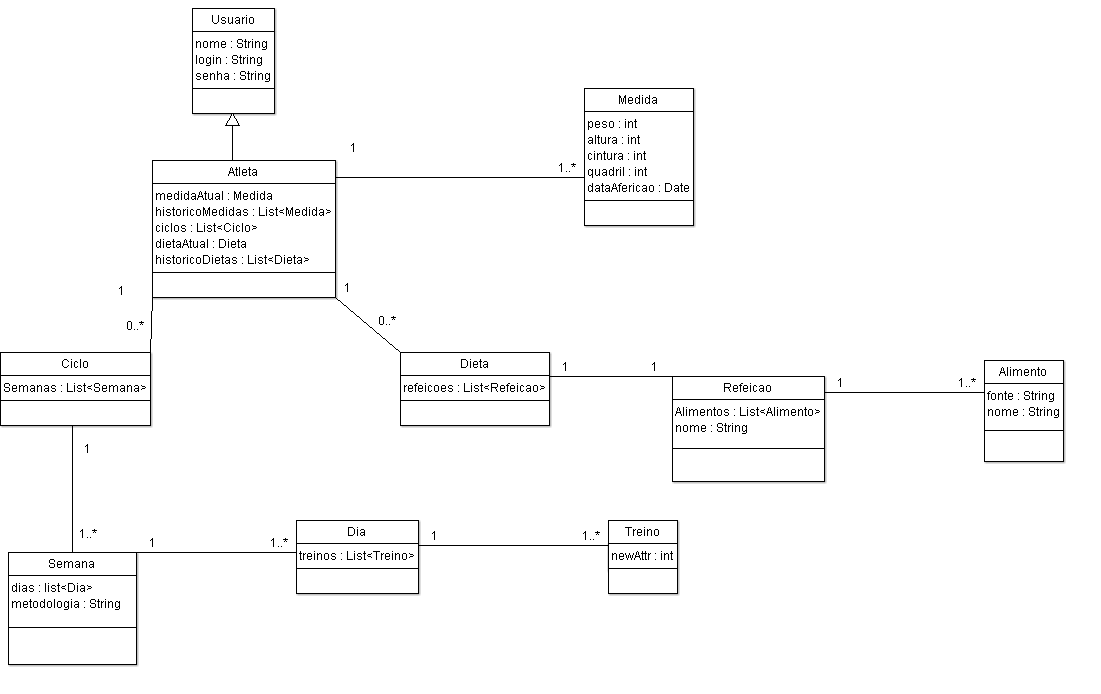 Usuario
nome : String
login : String
senha : String
Medida
peso : int
altura : int
cintura : int
quadril : int
dataAfericao : Date
1
1..*
Atleta
medidaAtual : Medida
historicoMedidas : List<Medida>
ciclos : List<Ciclo>
dietaAtual : Dieta
historicoDietas : List<Dieta>
1
0..*
1
0..*
Ciclo
Semanas : List<Semana>
Dieta
refeicoes : List<Refeicao>
1
1
Refeicao
Alimentos : List<Alimento>
nome : String
1
1..*
Alimento
fonte : String
nome : String
1
1..*
Semana
dias : list<Dia>
metodologia : String
1
1..*
Dia
treinos : List<Treino>
1
1..*
Treino
newAttr : int